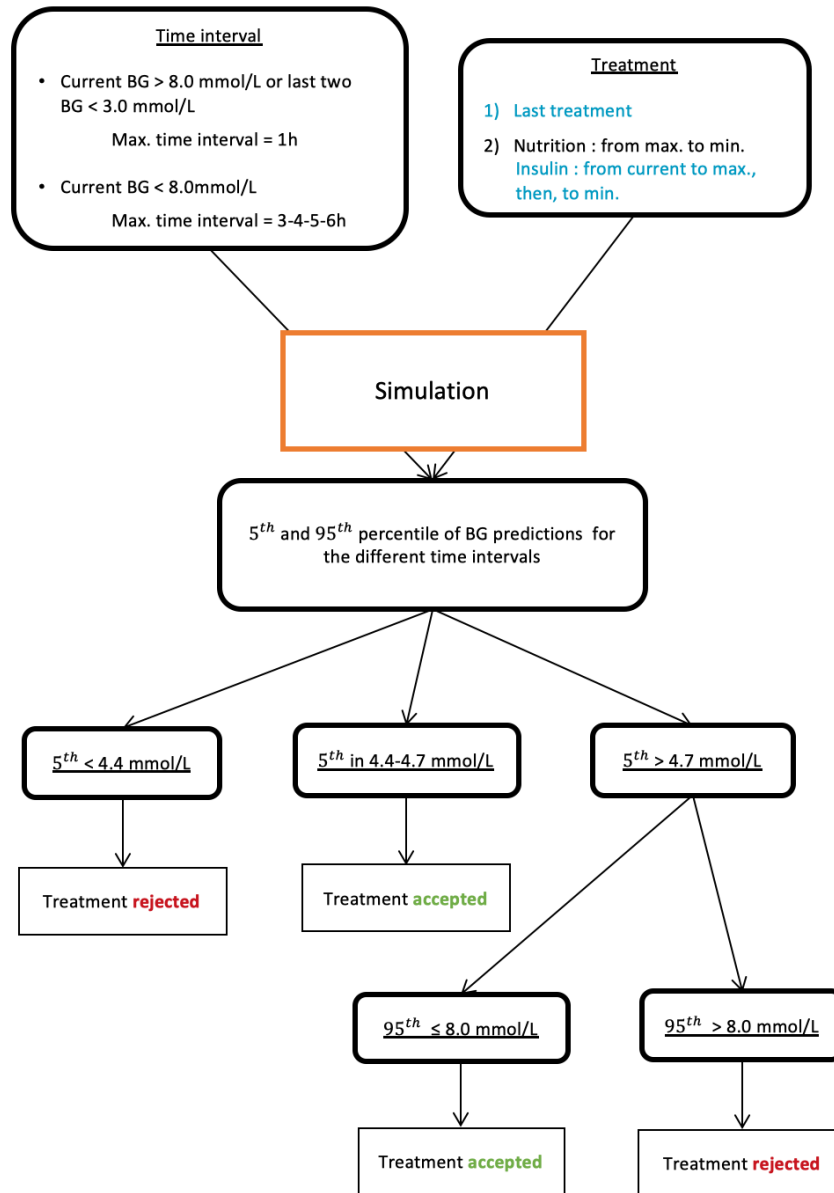 Time interval
• Current BG > 8.0 mmol/L or last two
BG < 3.0 mmol/L
Max. time interval = 1h
• Current BG < 8.0mmol/L
Max. time interval = 3-4-5-6h
Treatment
1) Last treatment
2) Nutrition : from max. to min.
Insulin : from current to max.,
then, to min.
Simulation
5th and 95th percentile of BG predictions for
the different time intervals
5th < 4.4 mmol/L
5th in 4.4-4.7 mmol/L
5th > 4.7 mmol/L
Treatment rejected
Treatment accepted
95th ≤ 8.0 mmol/L
95th > 8.0 mmol/L
Treatment accepted
Treatment rejected